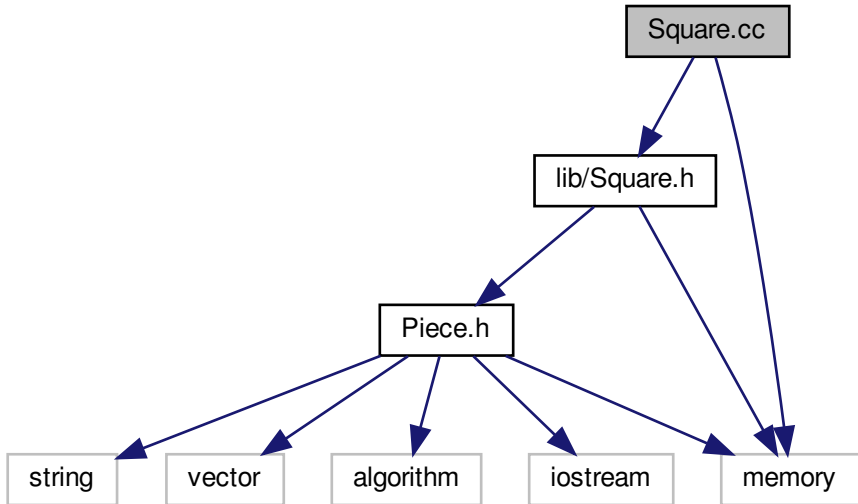 Square.cc
lib/Square.h
Piece.h
string
vector
algorithm
iostream
memory